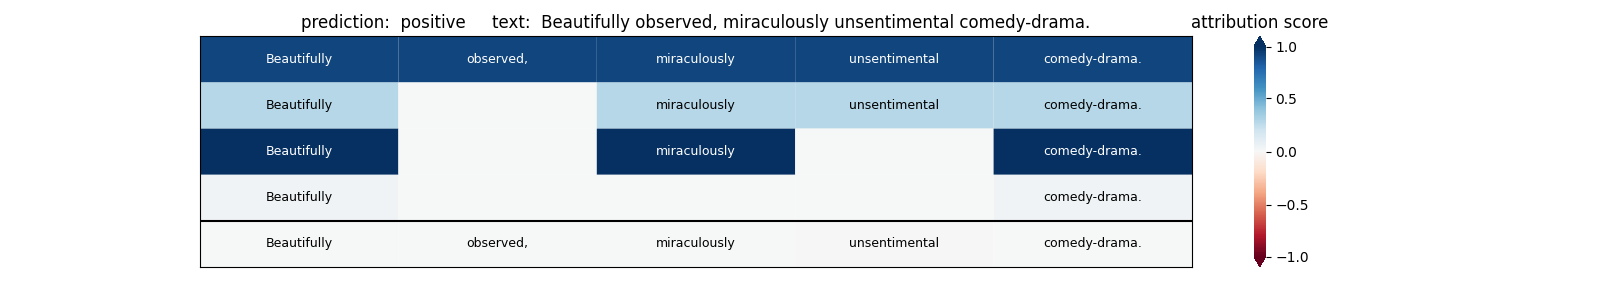 prediction:  positive     text:  Beautifully observed, miraculously unsentimental comedy-drama.
attribution score
Beautifully observed, miraculously unsentimental comedy-drama.
Beautifully miraculously unsentimental comedy-drama.
Beautifully miraculously comedy-drama.
Beautifully comedy-drama.
Beautifully observed, miraculously unsentimental comedy-drama.
1.0
0.5
0.0
−0.5
−1.0